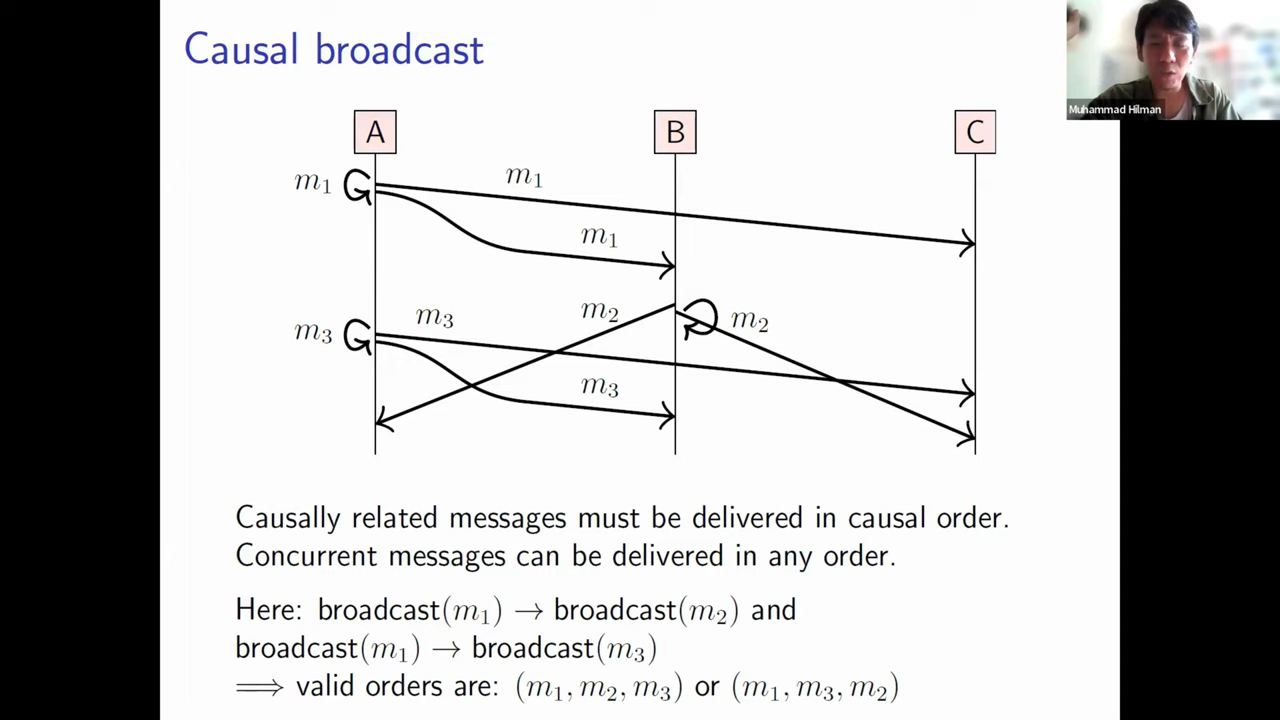 Causal broadcast
Muhammad Hilman
A
B
C
m₁
m₁
m₁
m₂
m₂
m₃
m₃
m₃
Causally related messages must be delivered in causal order.
Concurrent messages can be delivered in any order.
Here: broadcast(m₁) → broadcast(m₂) and
broadcast(m₁) → broadcast(m₃)
⟹ valid orders are: (m₁, m₂, m₃) or (m₁, m₃, m₂)